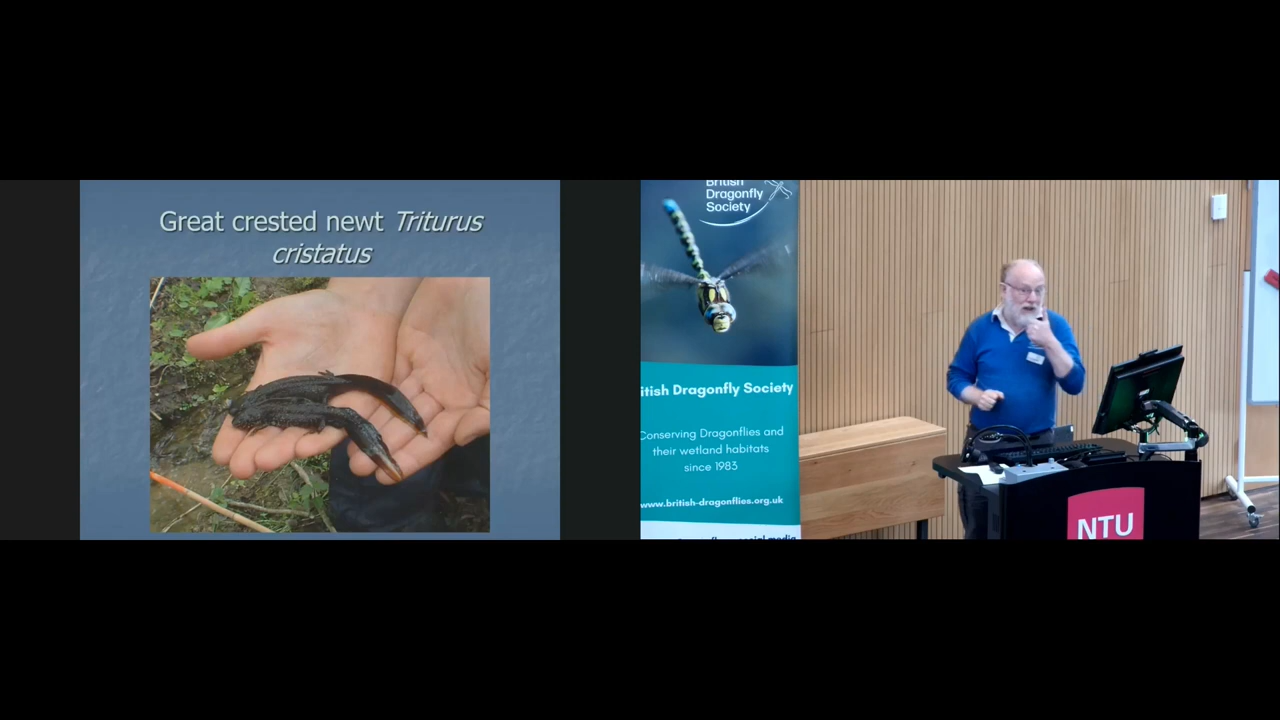 Great crested newt Triturus
cristatus
British
Dragonfly
Society
itish Dragonfly Society
Conserving Dragonflies and
their wetland habitats
since 1983
www.british-dragonflies.org.uk
NTU